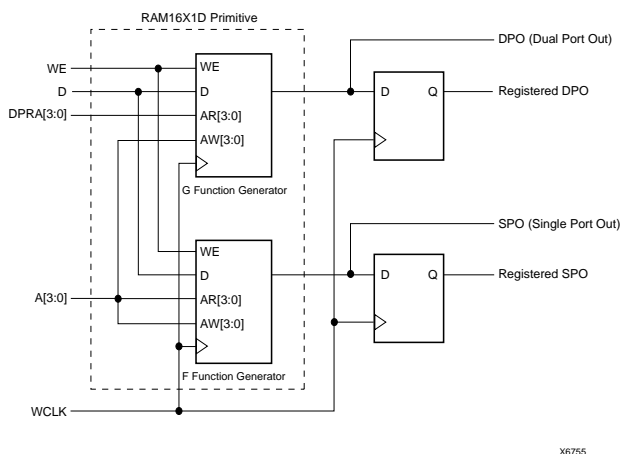 RAM16X1D Primitive
DPO (Dual Port Out)
WE
WE
D
D
D
Q
Registered DPO
DPRA[3:0]
AR[3:0]
AW[3:0]
G Function Generator
SPO (Single Port Out)
WE
D
D
Q
Registered SPO
A[3:0]
AR[3:0]
AW[3:0]
F Function Generator
WCLK
X6755